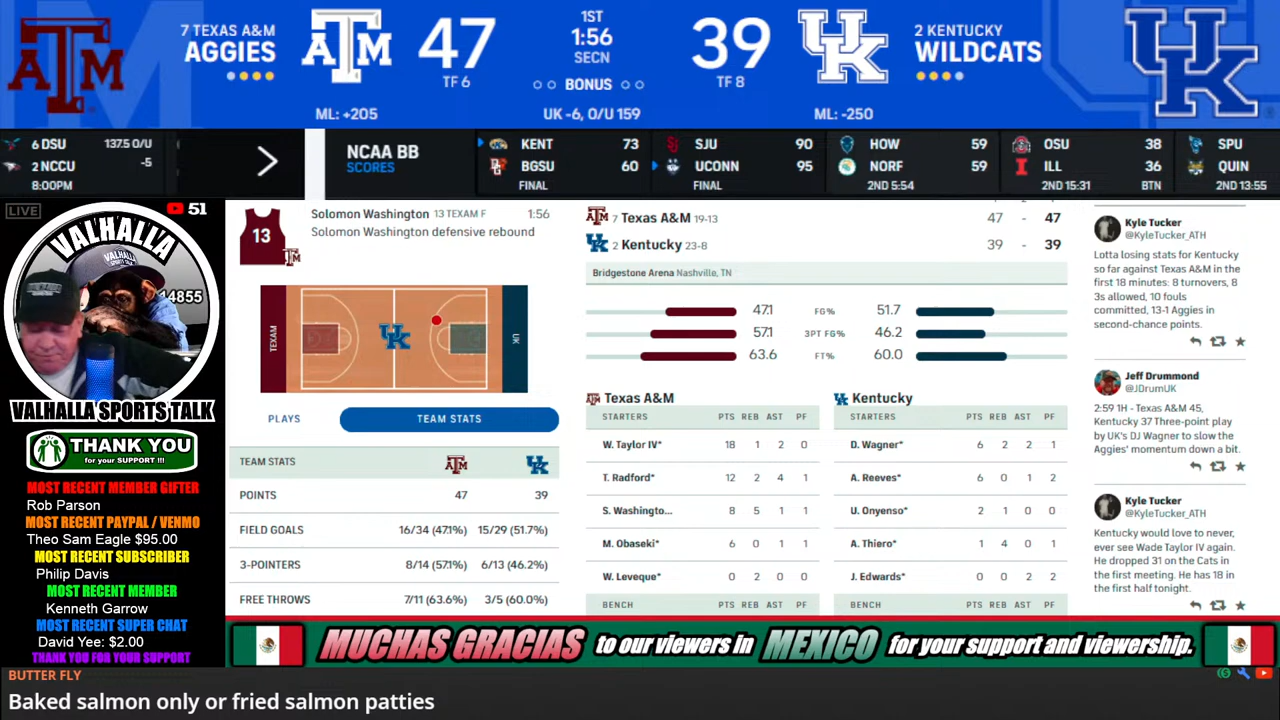 7 TEXAS A&M
AGGIES
47
TF 6
ML: +205
1ST
1:56
SECN
BONUS
UK -6, O/U 159
39
TF 8
ML: -250
2 KENTUCKY
WILDCATS
6 DSU 137.5 O/U
2 NCCU -5
8:00PM
NCAA BB
SCORES
KENT 73
BGSU 60
FINAL
SJU 90
UCONN 95
FINAL
HOW 59
NORF 59
2ND 5:54
OSU 38
ILL 36
2ND 15:31 BTN
SPU
QUIN
2ND 13:55
LIVE
51
VALHALLA
SPORTS TALK
14855
VALHALLA SPORTS TALK
THANK YOU
for your SUPPORT !!!
MOST RECENT MEMBER GIFTER
Rob Parson
MOST RECENT PAYPAL / VENMO
Theo Sam Eagle $95.00
MOST RECENT SUBSCRIBER
Philip Davis
MOST RECENT MEMBER
Kenneth Garrow
MOST RECENT SUPER CHAT
David Yee: $2.00
THANK YOU FOR YOUR SUPPORT
13
Solomon Washington 13 TEXAM F 1:56
Solomon Washington defensive rebound
TEXAM
UK
PLAYS
TEAM STATS
TEAM STATS
POINTS 47 39
FIELD GOALS 16/34 (47.1%) 15/29 (51.7%)
3-POINTERS 8/14 (57.1%) 6/13 (46.2%)
FREE THROWS 7/11 (63.6%) 3/5 (60.0%)
7 Texas A&M 19-13 47 - 47
2 Kentucky 23-8 39 - 39
Bridgestone Arena Nashville, TN
47.1 FG% 51.7
57.1 3PT FG% 46.2
63.6 FT% 60.0
Texas A&M
STARTERS PTS REB AST PF
W. Taylor IV* 18 1 2 0
T. Radford* 12 2 4 1
S. Washingto... 8 5 1 1
M. Obaseki* 6 0 1 1
W. Leveque* 0 2 0 0
BENCH PTS REB AST PF
Kentucky
STARTERS PTS REB AST PF
D. Wagner* 6 2 2 1
A. Reeves* 6 0 1 2
U. Onyenso* 2 1 0 0
A. Thiero* 1 4 0 1
J. Edwards* 0 0 2 2
BENCH PTS REB AST PF
Kyle Tucker
@KyleTucker_ATH
Lotta losing stats for Kentucky
so far against Texas A&M in the
first 18 minutes: 8 turnovers, 8
3s allowed, 10 fouls
committed, 13-1 Aggies in
second-chance points.
Jeff Drummond
@JDrumUK
2:59 1H - Texas A&M 45,
Kentucky 37 Three-point play
by UK's DJ Wagner to slow the
Aggies' momentum down a bit.
Kyle Tucker
@KyleTucker_ATH
Kentucky would love to never,
ever see Wade Taylor IV again.
He dropped 31 on the Cats in
the first meeting. He has 18 in
the first half tonight.
MUCHAS GRACIAS to our viewers in MEXICO for your support and viewership.
BUTTER FLY
Baked salmon only or fried salmon patties